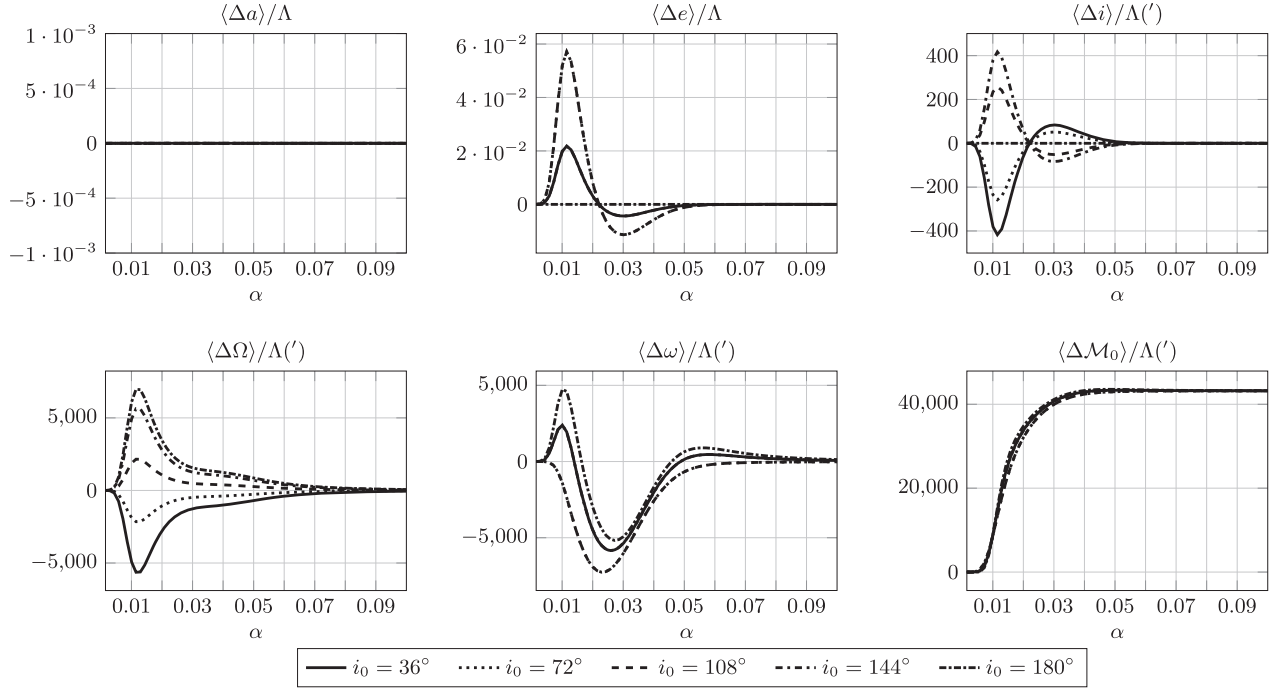 ⟨Δa⟩/Λ
1 · 10⁻³
5 · 10⁻⁴
0
−5 · 10⁻⁴
−1 · 10⁻³
0.01 0.03 0.05 0.07 0.09
α
⟨Δe⟩/Λ
6 · 10⁻²
4 · 10⁻²
2 · 10⁻²
0
0.01 0.03 0.05 0.07 0.09
α
⟨Δi⟩/Λ(′)
400
200
0
−200
−400
0.01 0.03 0.05 0.07 0.09
α
⟨ΔΩ⟩/Λ(′)
5,000
0
−5,000
0.01 0.03 0.05 0.07 0.09
α
⟨Δω⟩/Λ(′)
5,000
0
−5,000
0.01 0.03 0.05 0.07 0.09
α
⟨Δℳ₀⟩/Λ(′)
40,000
20,000
0
0.01 0.03 0.05 0.07 0.09
α
i₀ = 36° i₀ = 72° i₀ = 108° i₀ = 144° i₀ = 180°